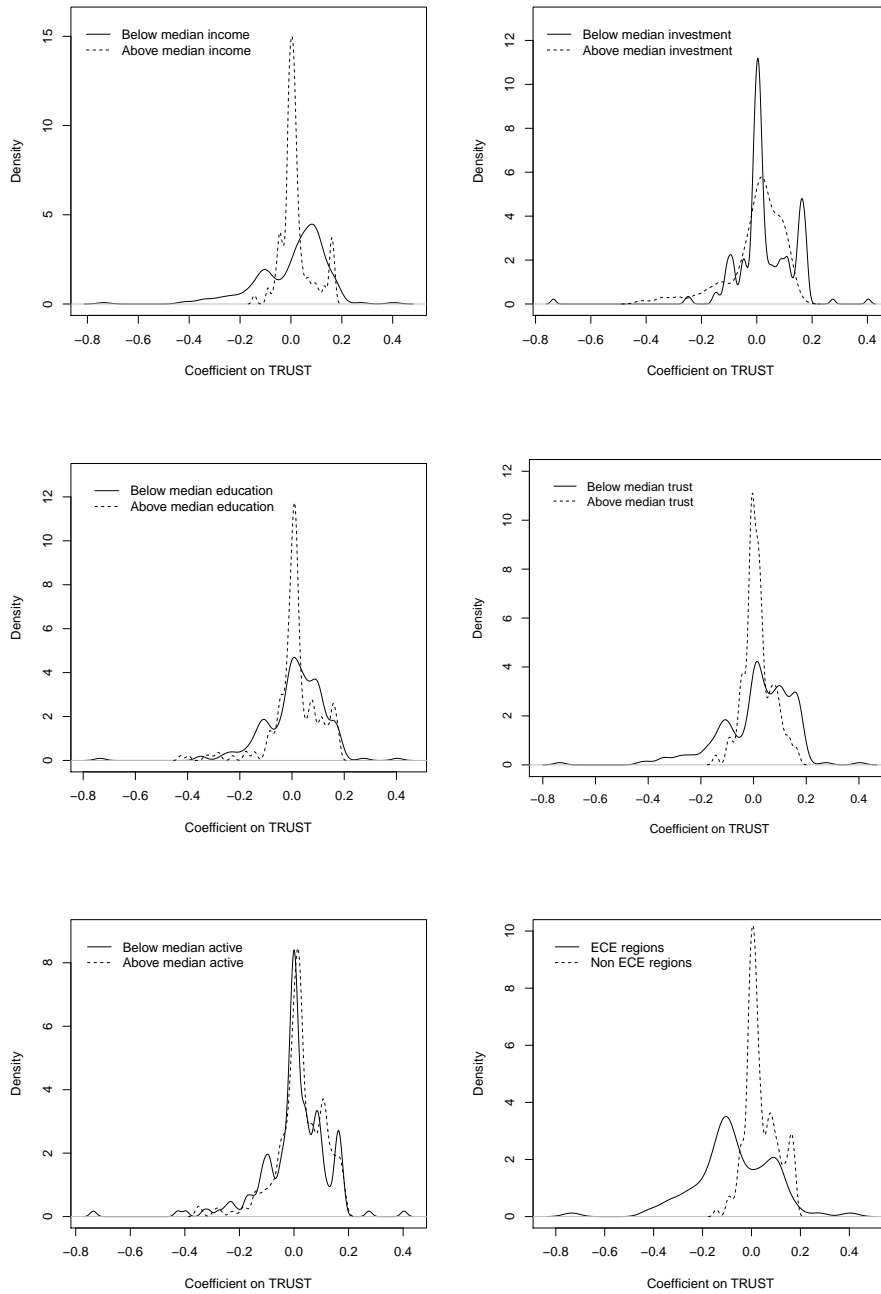 Below median income
Above median income
Density
0
5
10
15
−0.8 −0.6 −0.4 −0.2 0.0 0.2 0.4
Coefficient on TRUST
Below median investment
Above median investment
Density
0
2
4
6
8
10
12
−0.8 −0.6 −0.4 −0.2 0.0 0.2 0.4
Coefficient on TRUST
Below median education
Above median education
Density
0
2
4
6
8
10
12
−0.8 −0.6 −0.4 −0.2 0.0 0.2 0.4
Coefficient on TRUST
Below median trust
Above median trust
Density
0
2
4
6
8
10
12
−0.8 −0.6 −0.4 −0.2 0.0 0.2 0.4
Coefficient on TRUST
Below median active
Above median active
Density
0
2
4
6
8
−0.8 −0.6 −0.4 −0.2 0.0 0.2 0.4
Coefficient on TRUST
ECE regions
Non ECE regions
Density
0
2
4
6
8
10
−0.8 −0.6 −0.4 −0.2 0.0 0.2 0.4
Coefficient on TRUST